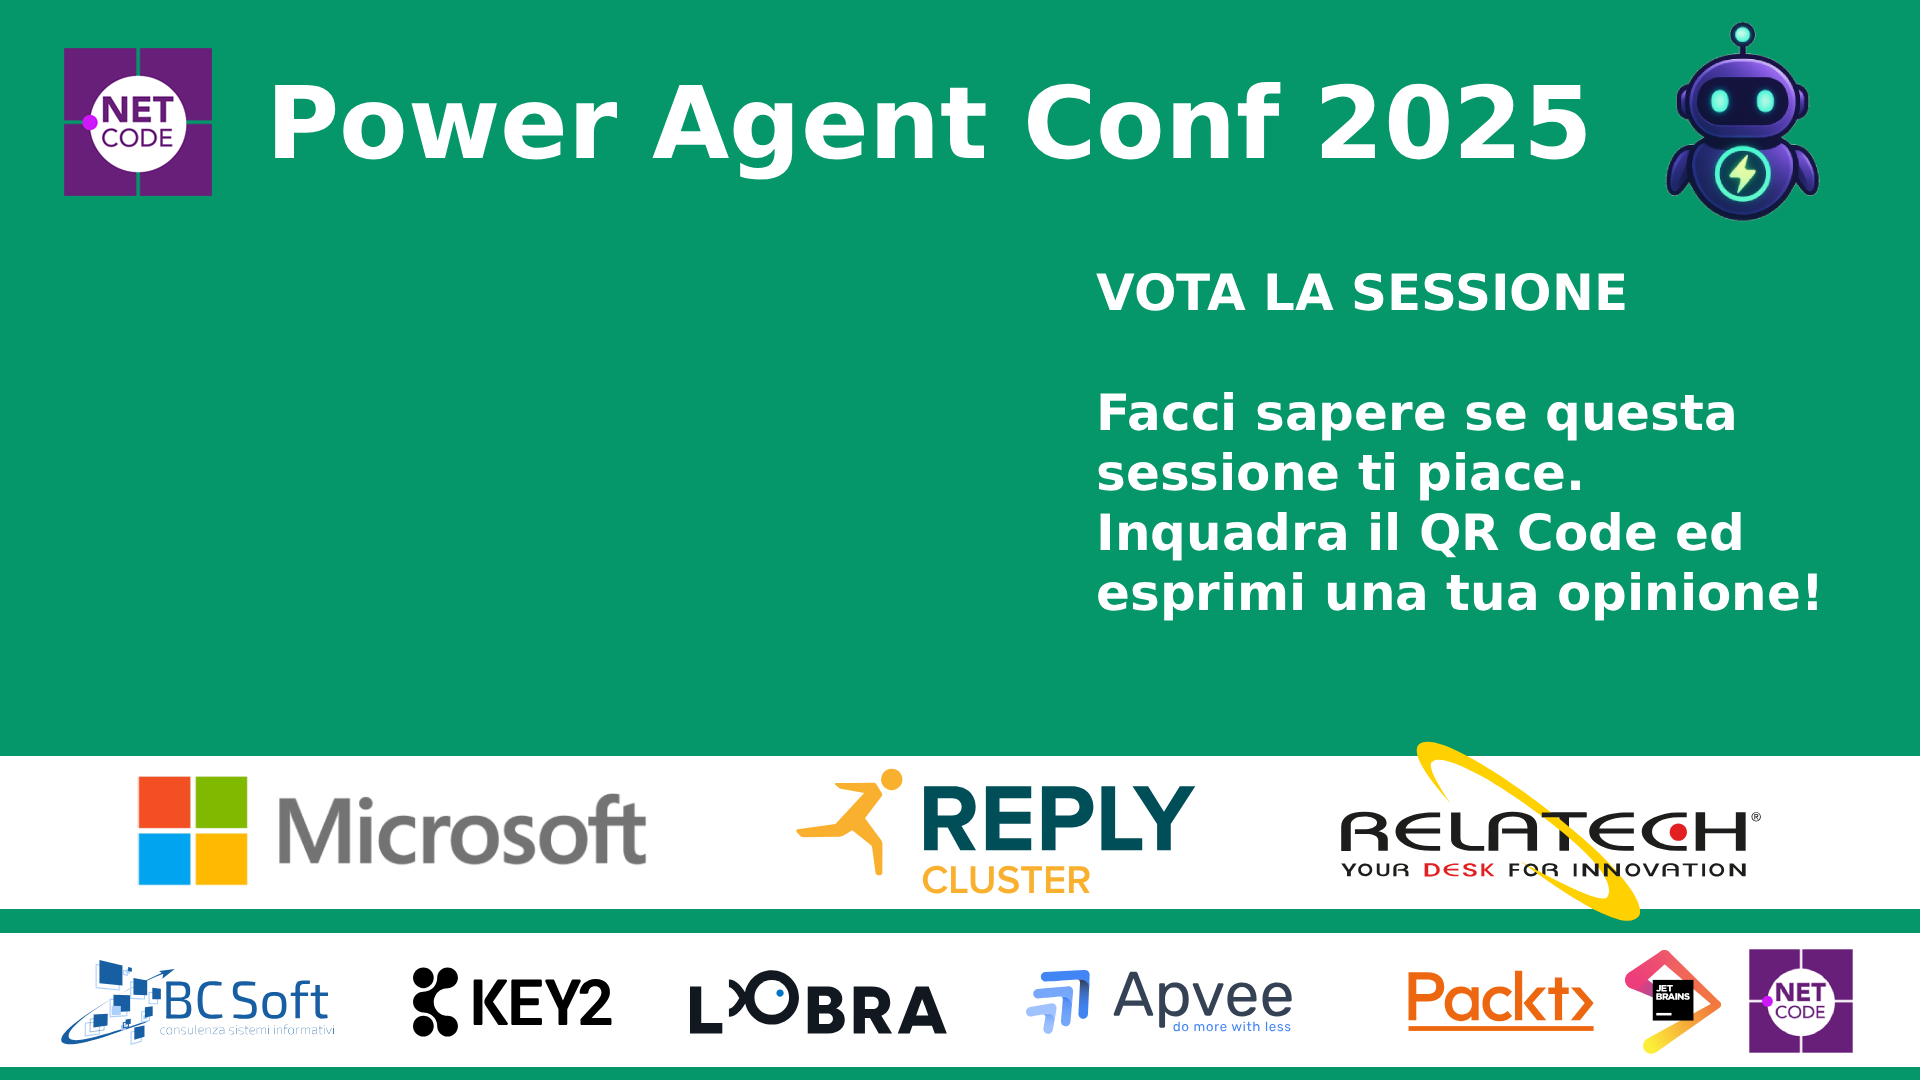 NET
CODE
Power Agent Conf 2025
VOTA LA SESSIONE
Facci sapere se questa
sessione ti piace.
Inquadra il QR Code ed
esprimi una tua opinione!
Microsoft
REPLY
CLUSTER
RELATECH®
YOUR DESK FOR INNOVATION
BC Soft
consulenza sistemi informativi
KEY2
LOBRA
Apvee
do more with less
Packt
JET
BRAINS
NET
CODE